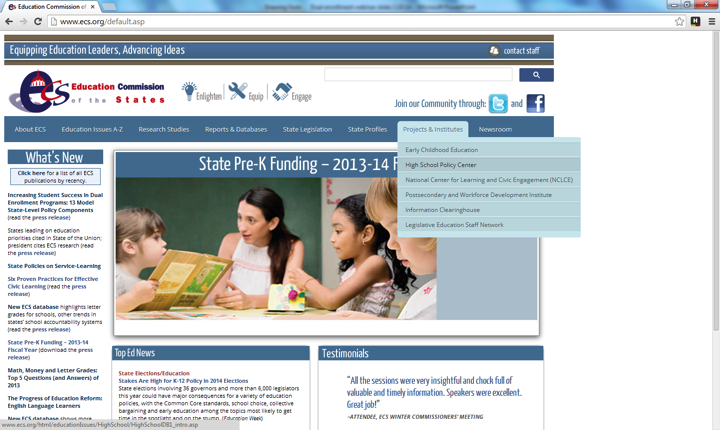 Education Commission of
www.ecs.org/default.asp
Equipping Education Leaders, Advancing Ideas
contact staff
ecs Education Commission
of the States
Enlighten
Equip
Engage
Join our Community through: and
About ECS
Education Issues A-Z
Research Studies
Reports & Databases
State Legislation
State Profiles
Projects & Institutes
Newsroom
Early Childhood Education
High School Policy Center
National Center for Learning and Civic Engagement (NCLCE)
Postsecondary and Workforce Development Institute
Information Clearinghouse
Legislative Education Staff Network
What's New
Click here for a list of all ECS
publications by recency.
Increasing Student Success in Dual
Enrollment Programs: 13 Model
State-Level Policy Components
(read the press release)
States leading on education
priorities cited in State of the Union;
president cites ECS research (read
the press release)
State Policies on Service-Learning
Six Proven Practices for Effective
Civic Learning (read the press
release)
New ECS database highlights letter
grades for schools, other trends in
states' school accountability systems
(read the press release)
State Pre-K Funding – 2013-14
Fiscal Year (download the press
release)
Math, Money and Letter Grades:
Top 5 Questions (and Answers) of
2013
The Progress of Education Reform:
English Language Learners
New ECS database shows more
State Pre-K Funding – 2013-14 F
Top Ed News
State Elections/Education
Stakes Are High for K-12 Policy in 2014 Elections
State elections involving 36 governors and more than 6,000 legislators
this year could have major consequences for a variety of education
policies, with the Common Core standards, school choice, collective
bargaining and early education among the topics most likely to get
time in the spotlight and on the stump. (Education Week)
Testimonials
“All the sessions were very insightful and chock full of
valuable and timely information. Speakers were excellent.
Great job!”
–ATTENDEE, ECS WINTER COMMISSIONERS' MEETING
www.ecs.org/html/educationIssues/HighSchool/HighSchoolDB1_intro.asp